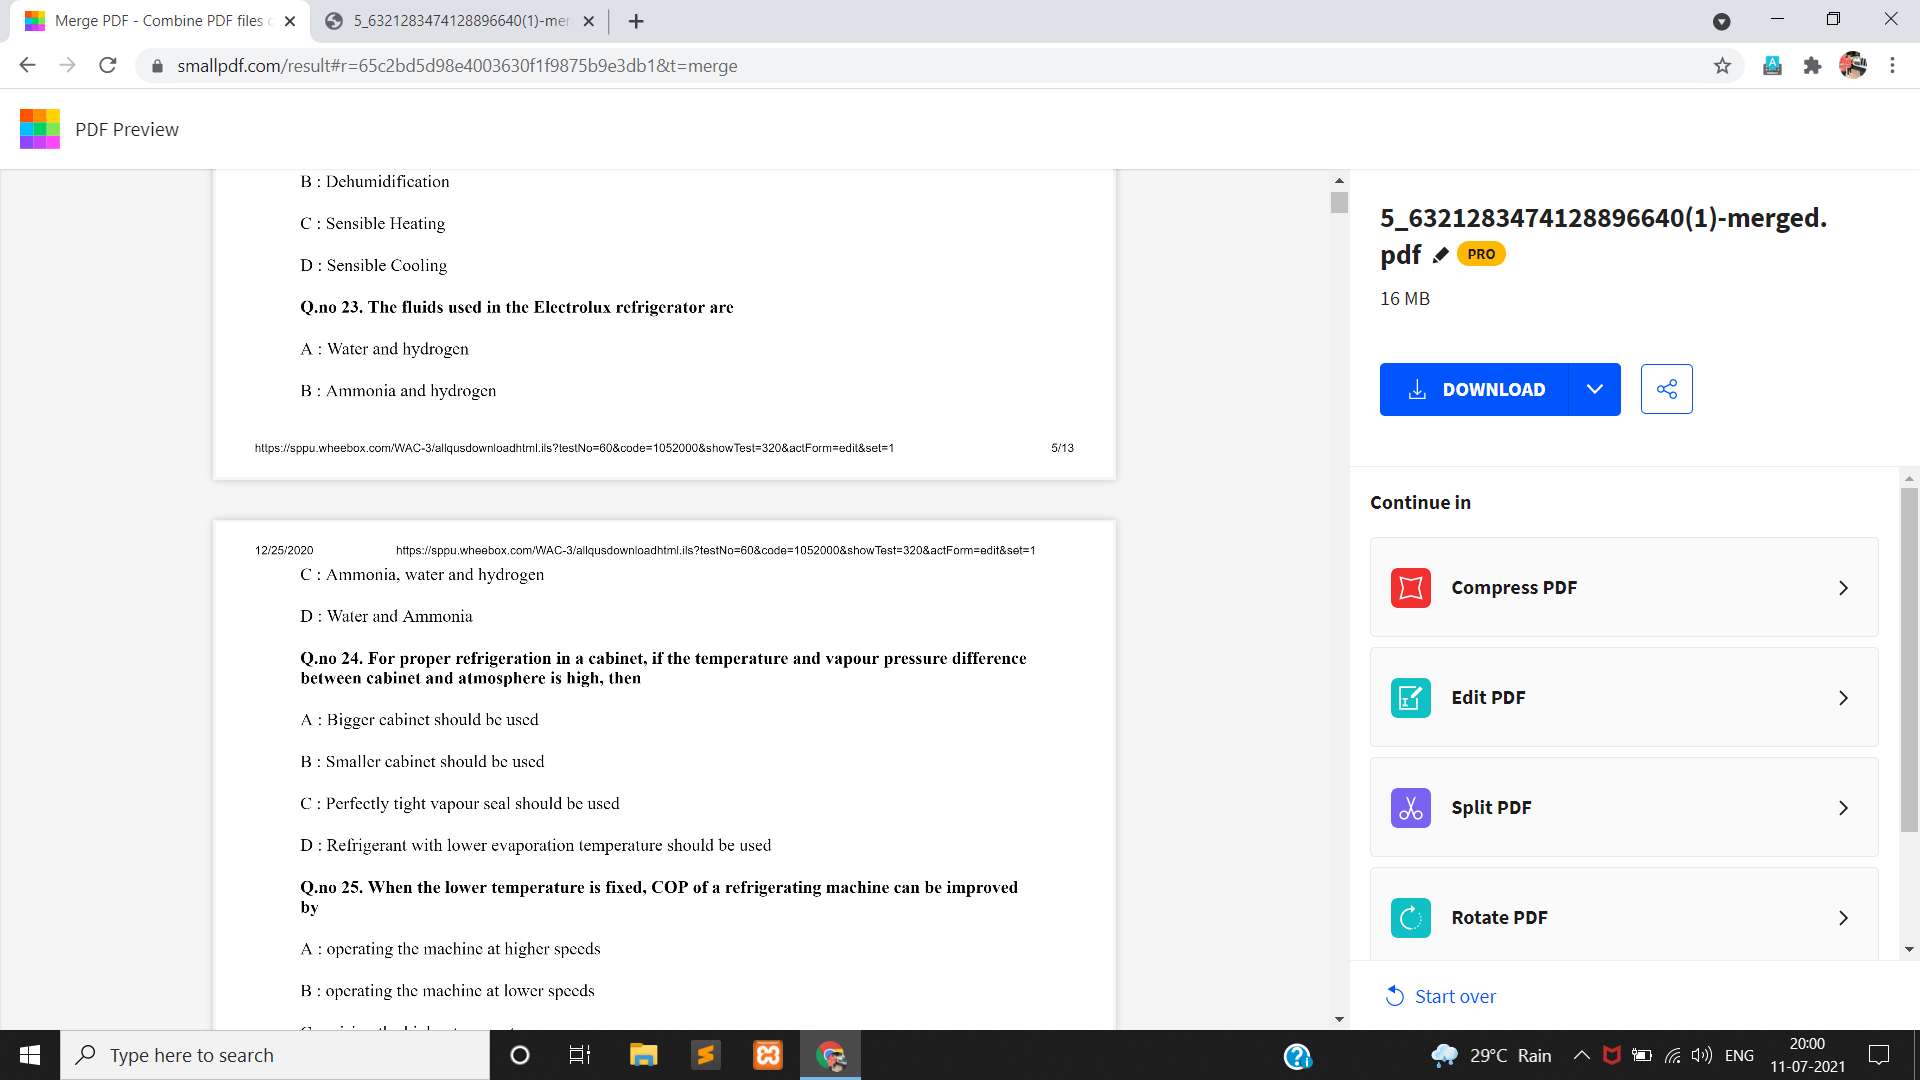 Merge PDF - Combine PDF files
5_6321283474128896640(1)-mer
smallpdf.com/result#r=65c2bd5d98e4003630f1f9875b9e3db1&t=merge
PDF Preview
B : Dehumidification
C : Sensible Heating
D : Sensible Cooling
Q.no 23. The fluids used in the Electrolux refrigerator are
A : Water and hydrogen
B : Ammonia and hydrogen
https://sppu.wheebox.com/WAC-3/allqusdownloadhtml.ils?testNo=60&code=1052000&showTest=320&actForm=edit&set=1 5/13
12/25/2020 https://sppu.wheebox.com/WAC-3/allqusdownloadhtml.ils?testNo=60&code=1052000&showTest=320&actForm=edit&set=1
C : Ammonia, water and hydrogen
D : Water and Ammonia
Q.no 24. For proper refrigeration in a cabinet, if the temperature and vapour pressure difference
between cabinet and atmosphere is high, then
A : Bigger cabinet should be used
B : Smaller cabinet should be used
C : Perfectly tight vapour seal should be used
D : Refrigerant with lower evaporation temperature should be used
Q.no 25. When the lower temperature is fixed, COP of a refrigerating machine can be improved
by
A : operating the machine at higher speeds
B : operating the machine at lower speeds
5_6321283474128896640(1)-merged.
pdf PRO
16 MB
DOWNLOAD
Continue in
Compress PDF
Edit PDF
Split PDF
Rotate PDF
Start over
Type here to search
29°C Rain
ENG
20:00
11-07-2021